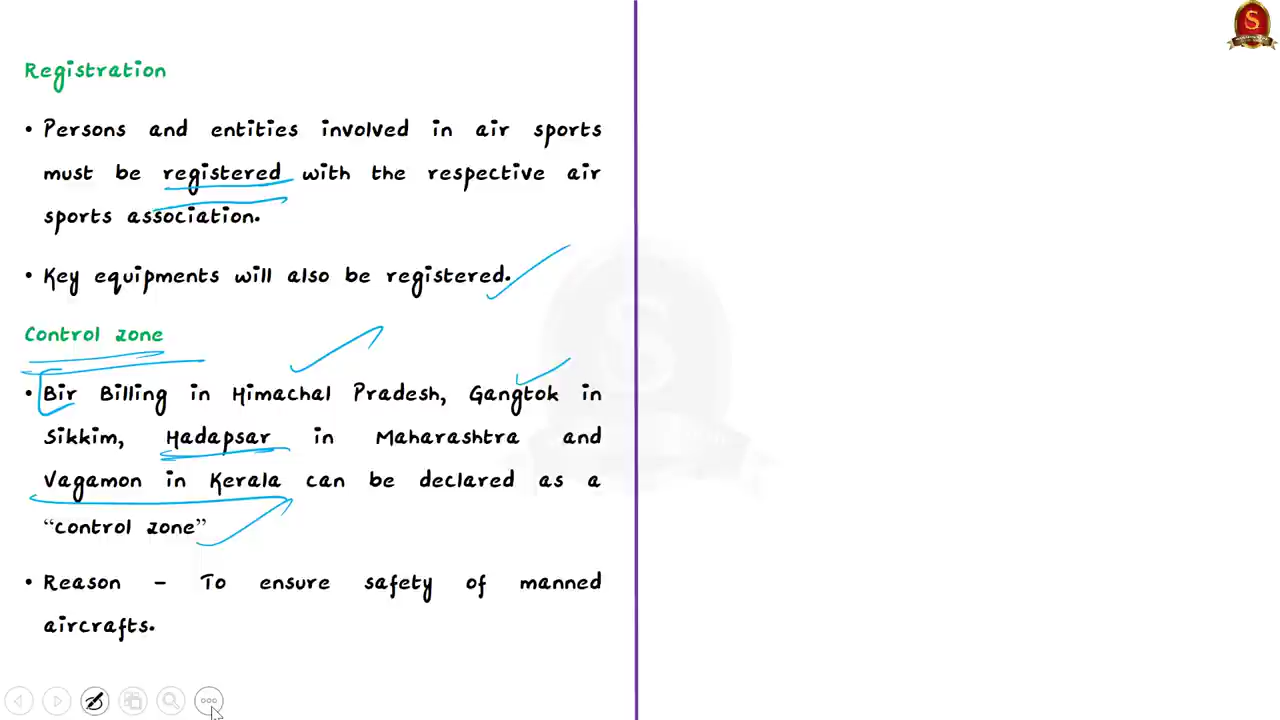 Registration
• Persons and entities involved in air sports
must be registered with the respective air
sports association.
• Key equipments will also be registered.
Control zone
• Bir Billing in Himachal Pradesh, Gangtok in
Sikkim, Hadapsar in Maharashtra and
Vagamon in Kerala can be declared as a
“control zone”
• Reason – To ensure safety of manned
aircrafts.
S